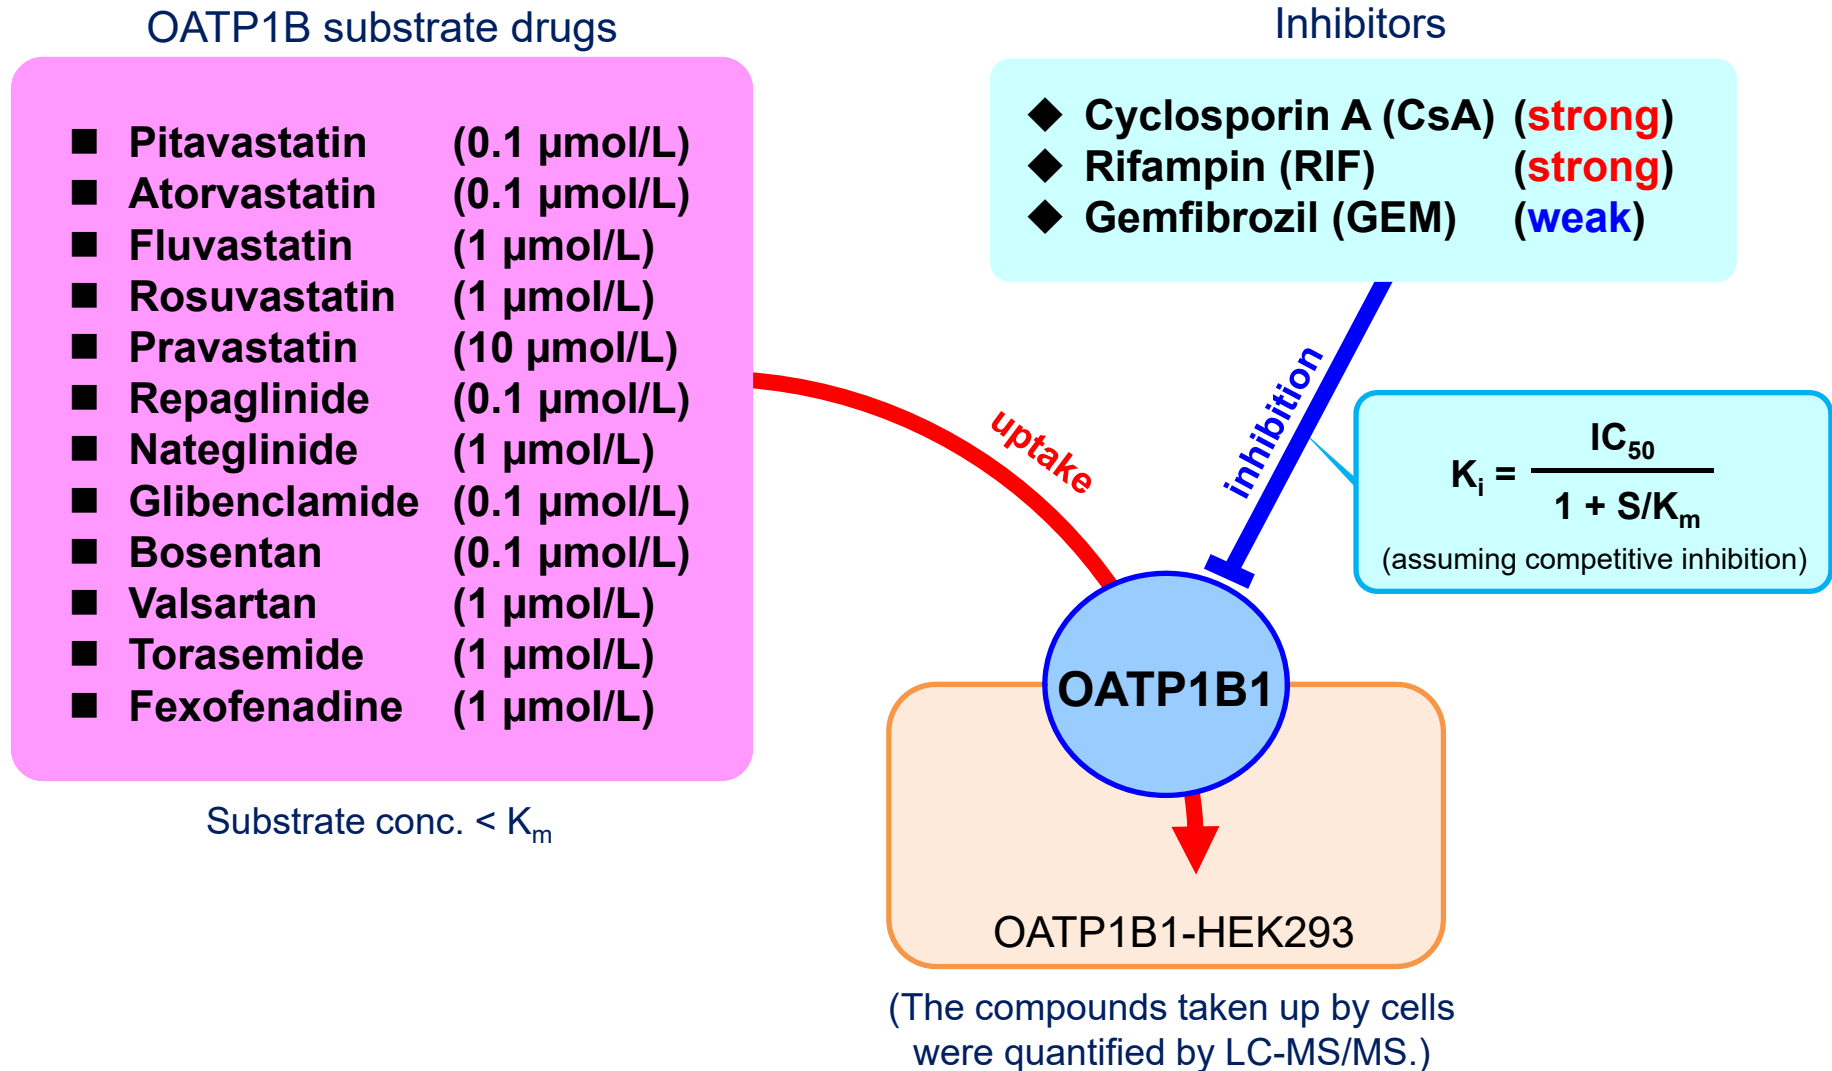 OATP1B substrate drugs
■ Pitavastatin (0.1 µmol/L)
■ Atorvastatin (0.1 µmol/L)
■ Fluvastatin (1 µmol/L)
■ Rosuvastatin (1 µmol/L)
■ Pravastatin (10 µmol/L)
■ Repaglinide (0.1 µmol/L)
■ Nateglinide (1 µmol/L)
■ Glibenclamide (0.1 µmol/L)
■ Bosentan (0.1 µmol/L)
■ Valsartan (1 µmol/L)
■ Torasemide (1 µmol/L)
■ Fexofenadine (1 µmol/L)
Substrate conc. < Km
Inhibitors
◆ Cyclosporin A (CsA) (strong)
◆ Rifampin (RIF) (strong)
◆ Gemfibrozil (GEM) (weak)
uptake
inhibition
IC50
Ki =
1 + S/Km
(assuming competitive inhibition)
OATP1B1
OATP1B1-HEK293
(The compounds taken up by cells
were quantified by LC-MS/MS.)